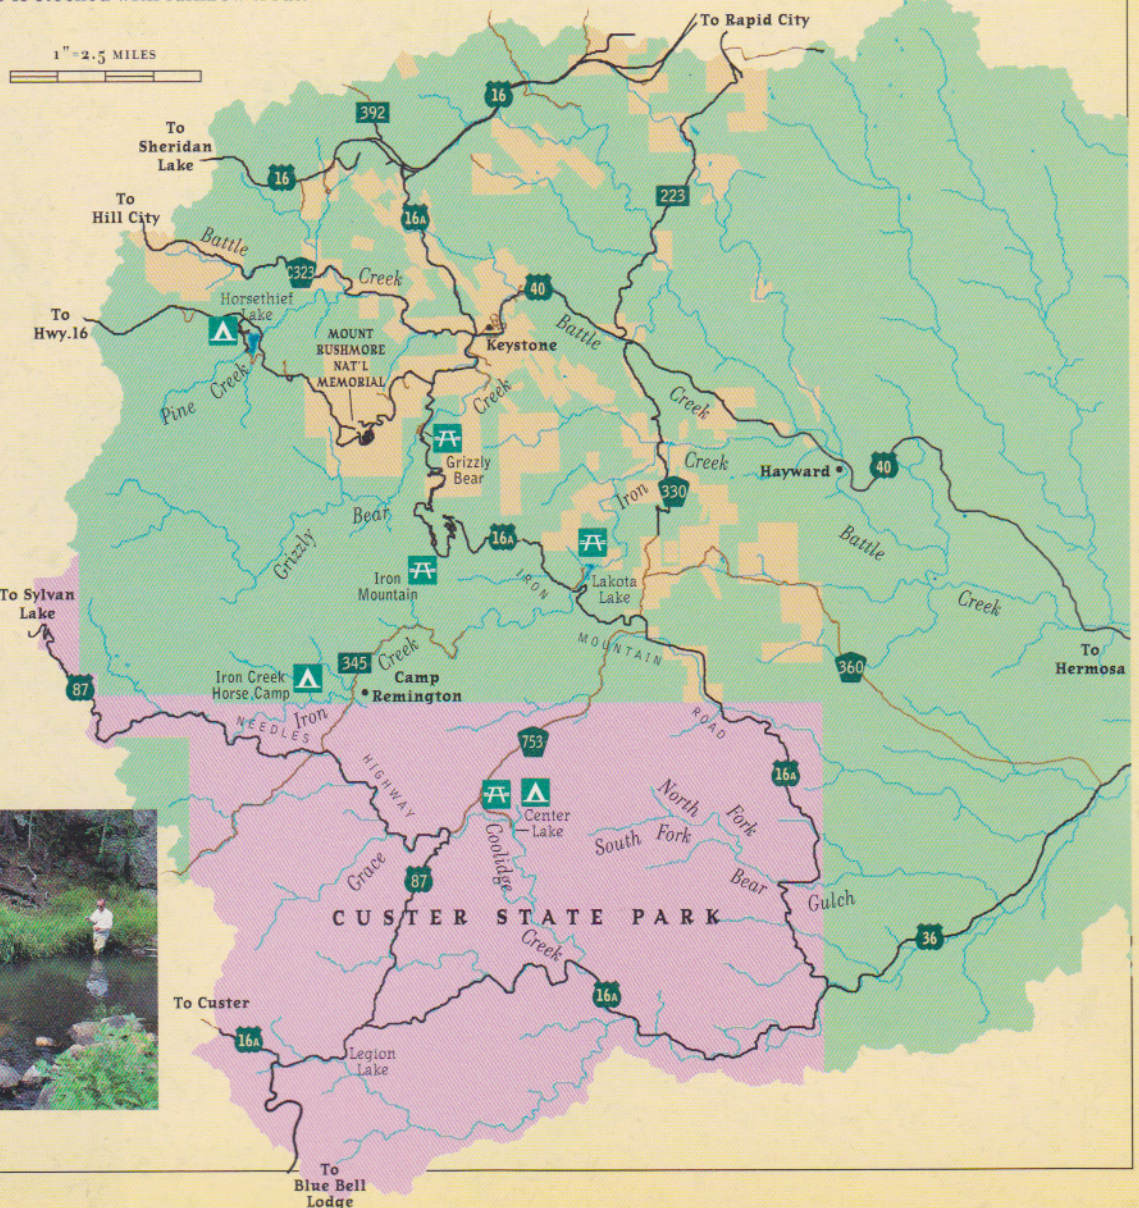 To Rapid City
1"=2.5 MILES
16
392
To
Sheridan
Lake
16
223
To
Hill City
16A
Battle
C323
Creek
40
Horsethief
Lake
To
Hwy.16
MOUNT
RUSHMORE
NAT'L
MEMORIAL
Keystone
Battle
Pine Creek
Creek
Creek
Grizzly
Bear
Creek
Hayward
40
Iron
330
Grizzly Bear
16A
Battle
Iron
Mountain
IRON
Lakota
Lake
To Sylvan
Lake
Creek
MOUNTAIN
To
Hermosa
345
Creek
360
Iron Creek
Horse Camp
Camp
Remington
87
Iron
NEEDLES
ROAD
753
HIGHWAY
16A
North Fork
Center
Lake
South Fork
Coolidge
Grace
87
Bear
Gulch
CUSTER STATE PARK
36
Creek
To Custer
16A
16A
Legion
Lake
To
Blue Bell
Lodge